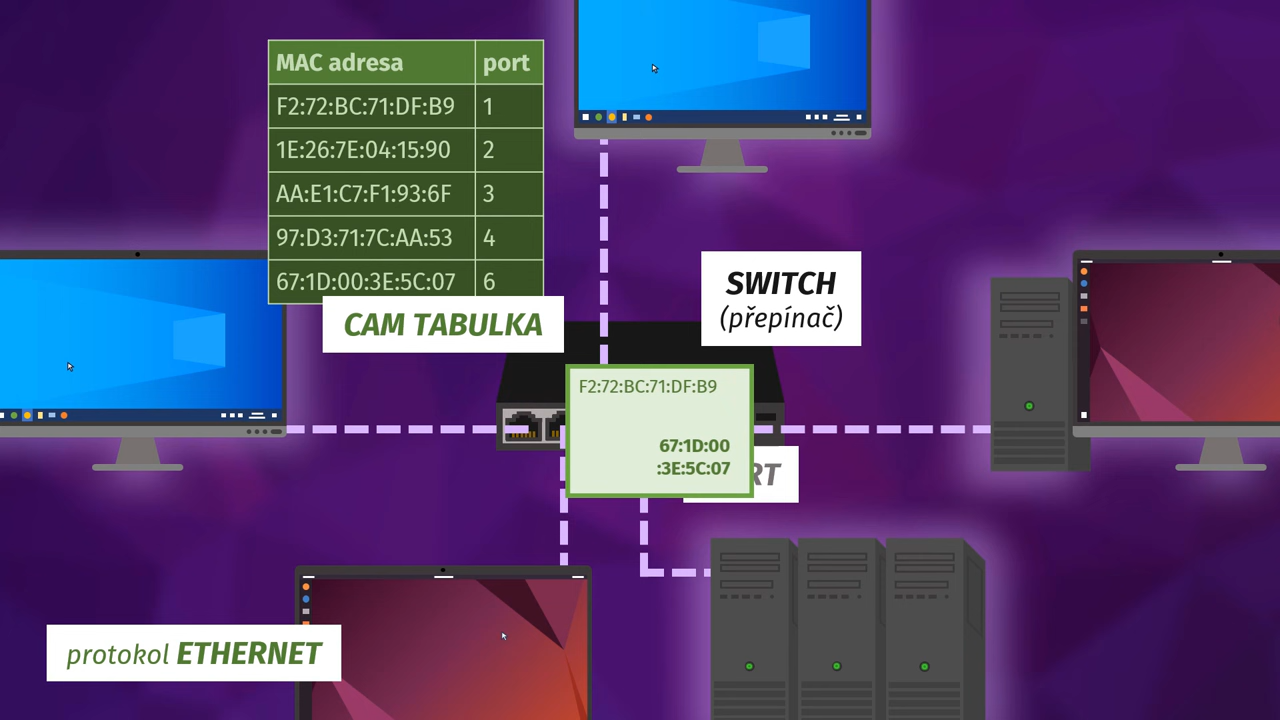 MAC adresa port
F2:72:BC:71:DF:B9 1
1E:26:7E:04:15:90 2
AA:E1:C7:F1:93:6F 3
97:D3:71:7C:AA:53 4
67:1D:00:3E:5C:07 6
CAM TABULKA
SWITCH
(přepínač)
F2:72:BC:71:DF:B9
67:1D:00
:3E:5C:07
protokol ETHERNET